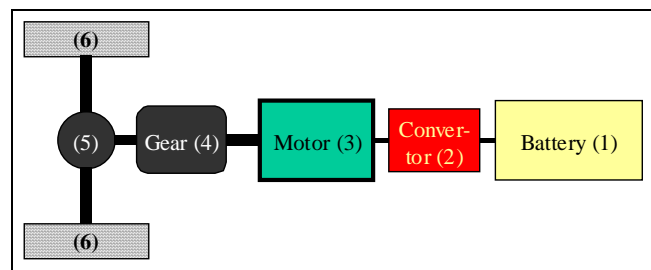 (6)
(5)
Gear (4)
Motor (3)
Conver-
tor (2)
Battery (1)
(6)